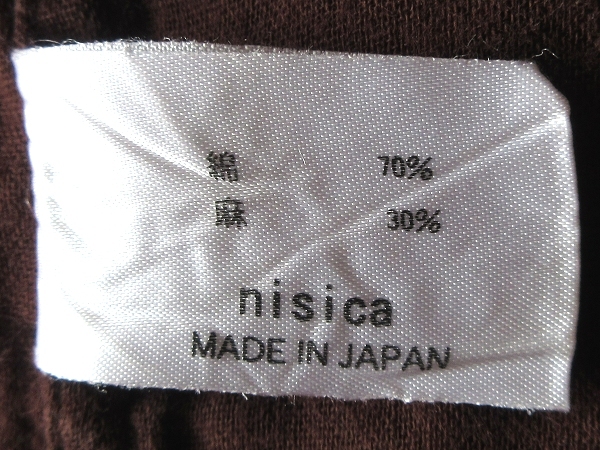 綿 70%
麻 30%
nisica
MADE IN JAPAN